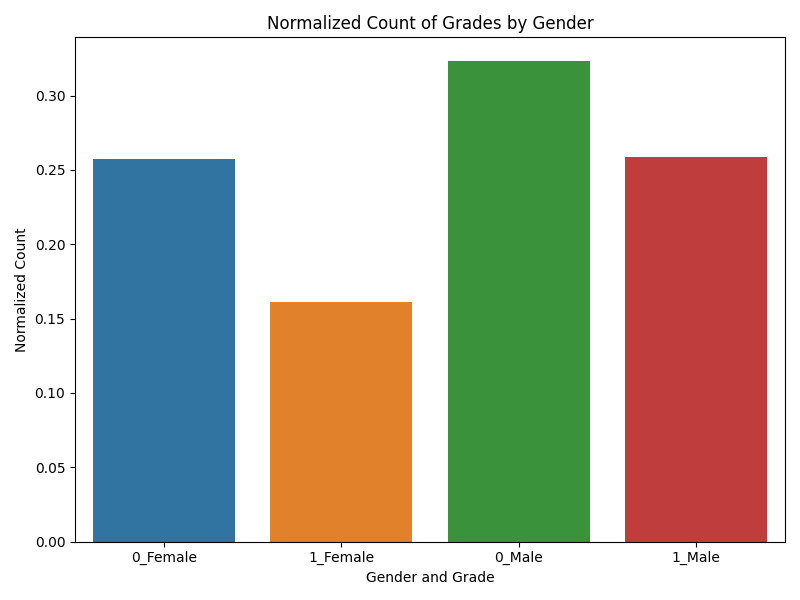 Normalized Count of Grades by Gender
Normalized Count
0.30
0.25
0.20
0.15
0.10
0.05
0.00
0_Female 1_Female 0_Male 1_Male
Gender and Grade